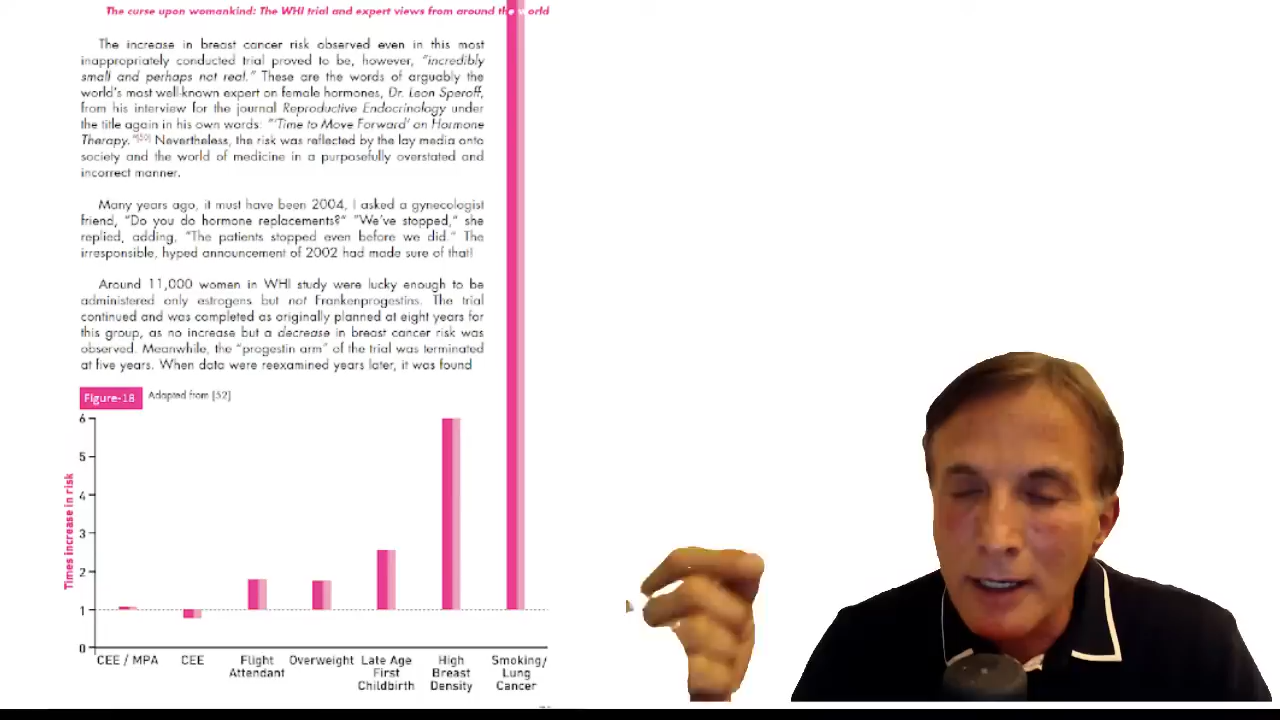 The curse upon womankind: The WHI trial and expert views from around the world
The increase in breast cancer risk observed even in this most
inappropriately conducted trial proved to be, however, "incredibly
small and perhaps not real." These are the words of arguably the
world's most well-known expert on female hormones, Dr. Leon Speroff,
from his interview for the journal Reproductive Endocrinology under
the title again in his own words: "'Time to Move Forward' on Hormone
Therapy."[50] Nevertheless, the risk was reflected by the lay media onto
society and the world of medicine in a purposefully overstated and
incorrect manner.
Many years ago, it must have been 2004, I asked a gynecologist
friend, "Do you do hormone replacements?" "We've stopped," she
replied, adding, "The patients stopped even before we did." The
irresponsible, hyped announcement of 2002 had made sure of that!
Around 11,000 women in WHI study were lucky enough to be
administered only estrogens but not Frankenprogestins. The trial
continued and was completed as originally planned at eight years for
this group, as no increase but a decrease in breast cancer risk was
observed. Meanwhile, the "progestin arm" of the trial was terminated
at five years. When data were reexamined years later, it was found
Figure-18 Adapted from [52]
Times increase in risk
6
5
4
3
2
1
0
CEE / MPA
CEE
Flight
Attendant
Overweight
Late Age
First
Childbirth
High
Breast
Density
Smoking/
Lung
Cancer